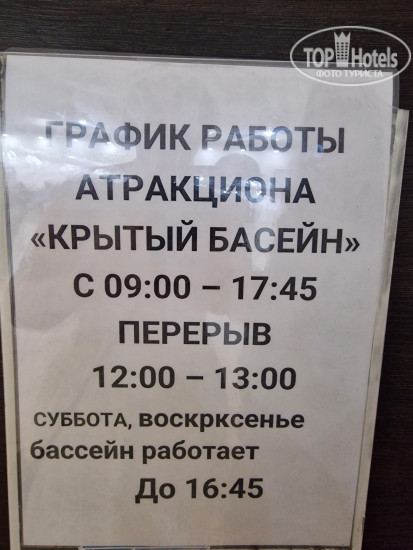 TOP Hotels
ФОТО ТУРИСТА
ГРАФИК РАБОТЫ
АТРАКЦИОНА
«КРЫТЫЙ БАСЕЙН»
С 09:00 – 17:45
ПЕРЕРЫВ
12:00 – 13:00
СУББОТА, воскрксенье
бассейн работает
До 16:45